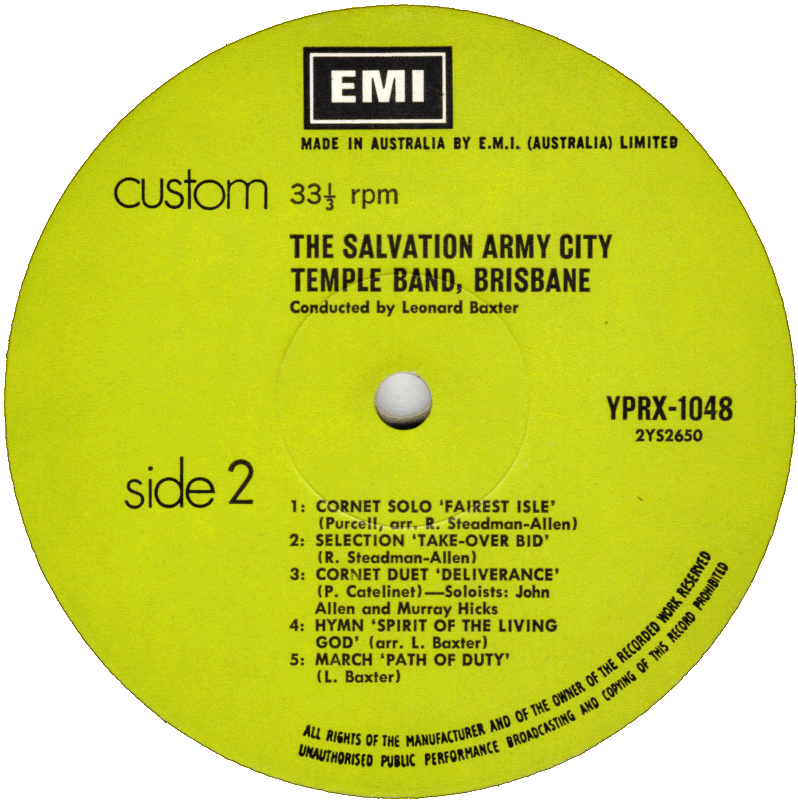 EMI
MADE IN AUSTRALIA BY E.M.I. (AUSTRALIA) LIMITED
custom 33⅓ rpm
THE SALVATION ARMY CITY
TEMPLE BAND, BRISBANE
Conducted by Leonard Baxter
YPRX-1048
2YS2650
side 2
1: CORNET SOLO ‘FAIREST ISLE’
(Purcell, arr. R. Steadman-Allen)
2: SELECTION ‘TAKE-OVER BID’
(R. Steadman-Allen)
3: CORNET DUET ‘DELIVERANCE’
(P. Catelinet)—Soloists: John
Allen and Murray Hicks
4: HYMN ‘SPIRIT OF THE LIVING
GOD’ (arr. L. Baxter)
5: MARCH ‘PATH OF DUTY’
(L. Baxter)
ALL RIGHTS OF THE MANUFACTURER AND OF THE OWNER OF THE RECORDED WORK RESERVED
UNAUTHORISED PUBLIC PERFORMANCE BROADCASTING AND COPYING OF THIS RECORD PROHIBITED